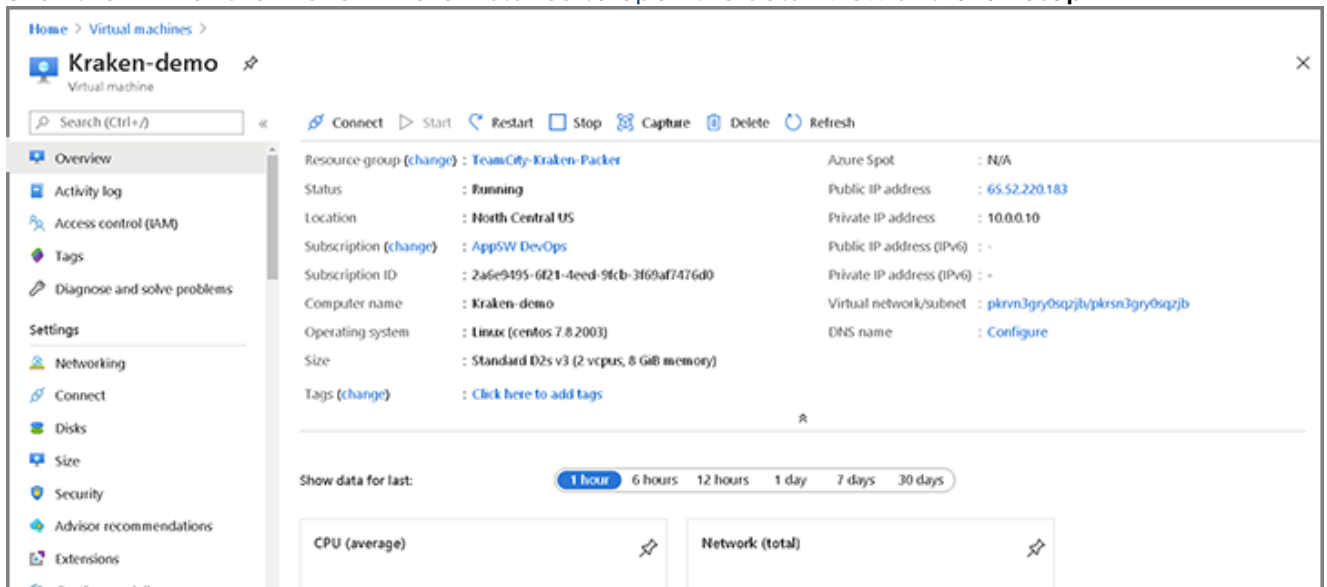 Home > Virtual machines >
Kraken-demo
Virtual machine
Search (Ctrl+/)
«
Connect
Start
Restart
Stop
Capture
Delete
Refresh
Overview
Activity log
Access control (IAM)
Tags
Diagnose and solve problems
Settings
Networking
Connect
Disks
Size
Security
Advisor recommendations
Extensions
Resource group (change) : TeamCity-Kraken-Packer
Status : Running
Location : North Central US
Subscription (change) : AppSW DevOps
Subscription ID : 2a6e9495-6f21-4eed-9fcb-3f69af7476d0
Computer name : Kraken-demo
Operating system : Linux (centos 7.8.2003)
Size : Standard D2s v3 (2 vcpus, 8 GiB memory)
Tags (change) : Click here to add tags
Azure Spot : N/A
Public IP address : 65.52.220.183
Private IP address : 10.0.0.10
Public IP address (IPv6) : -
Private IP address (IPv6) : -
Virtual network/subnet : pkrvn3gry0sqzjb/pkrsn3gry0sqzjb
DNS name : Configure
Show data for last:
1 hour
6 hours
12 hours
1 day
7 days
30 days
CPU (average)
Network (total)